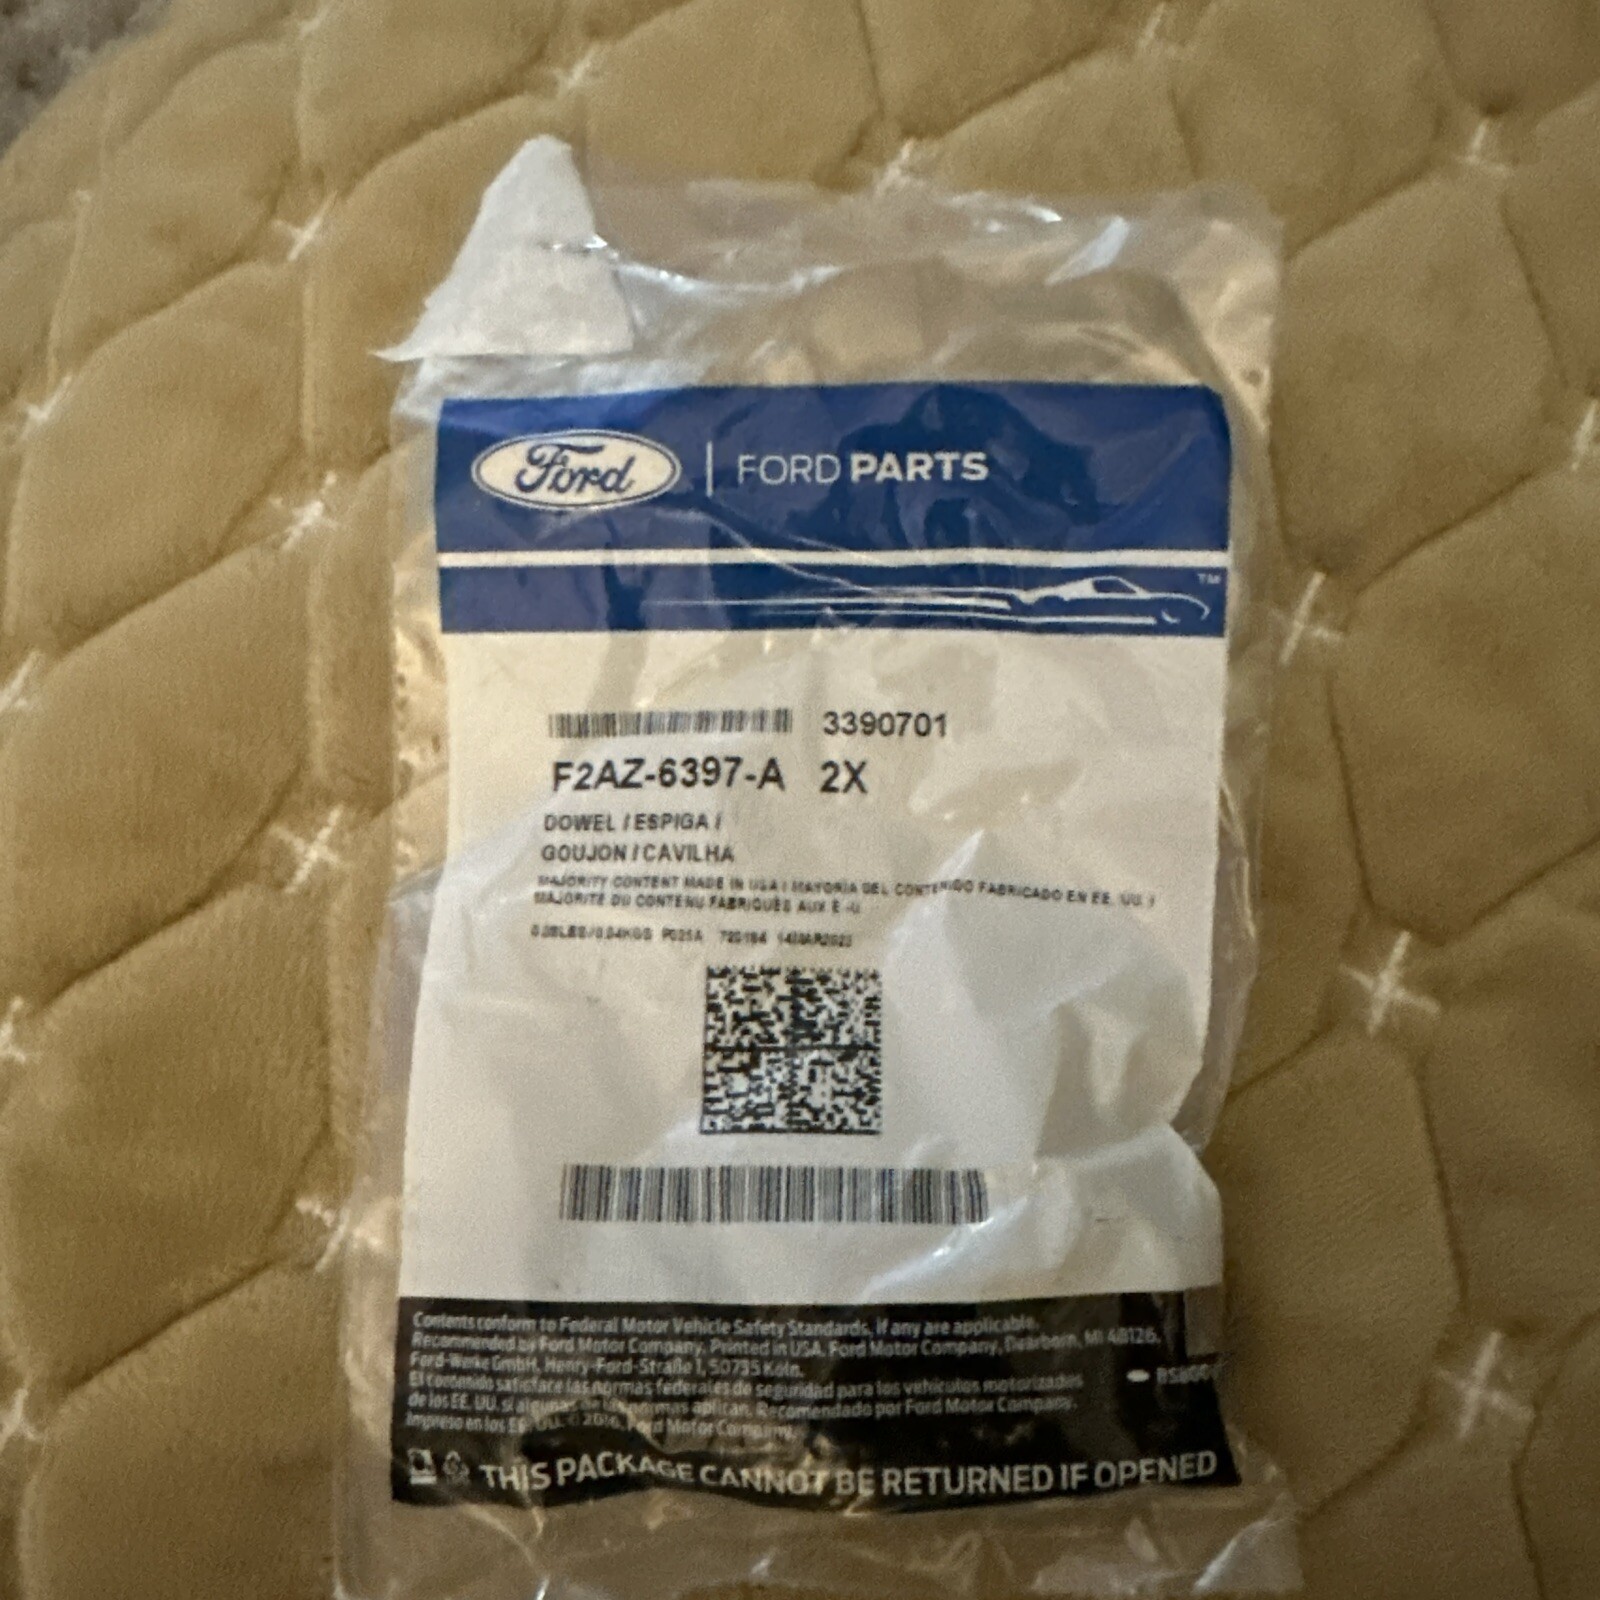 Ford | FORD PARTS
TM
3390701
F2AZ-6397-A 2X
DOWEL / ESPIGA /
GOUJON / CAVILHA
MAJORITY CONTENT MADE IN USA / MAYORÍA DEL CONTENIDO FABRICADO EN EE. UU. /
MAJORITÉ DU CONTENU FABRIQUÉS AUX É.-U.
Contents conform to Federal Motor Vehicle Safety Standards, if any are applicable.
Recommended by Ford Motor Company. Printed in USA. Ford Motor Company, Dearborn, MI 48126.
Ford-Werke GmbH, Henry-Ford-Straße 1, 50735 Köln.
El contenido satisface las normas federales de seguridad para los vehículos motorizados
de los EE. UU. si algunas de las normas aplican. Recomendado por Ford Motor Company.
Impreso en los EE. UU. © 2016, Ford Motor Company.
THIS PACKAGE CANNOT BE RETURNED IF OPENED